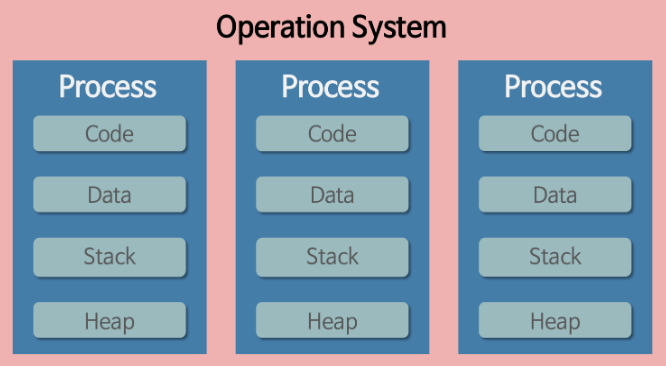 Operation System
Process
Code
Data
Stack
Heap
Process
Code
Data
Stack
Heap
Process
Code
Data
Stack
Heap